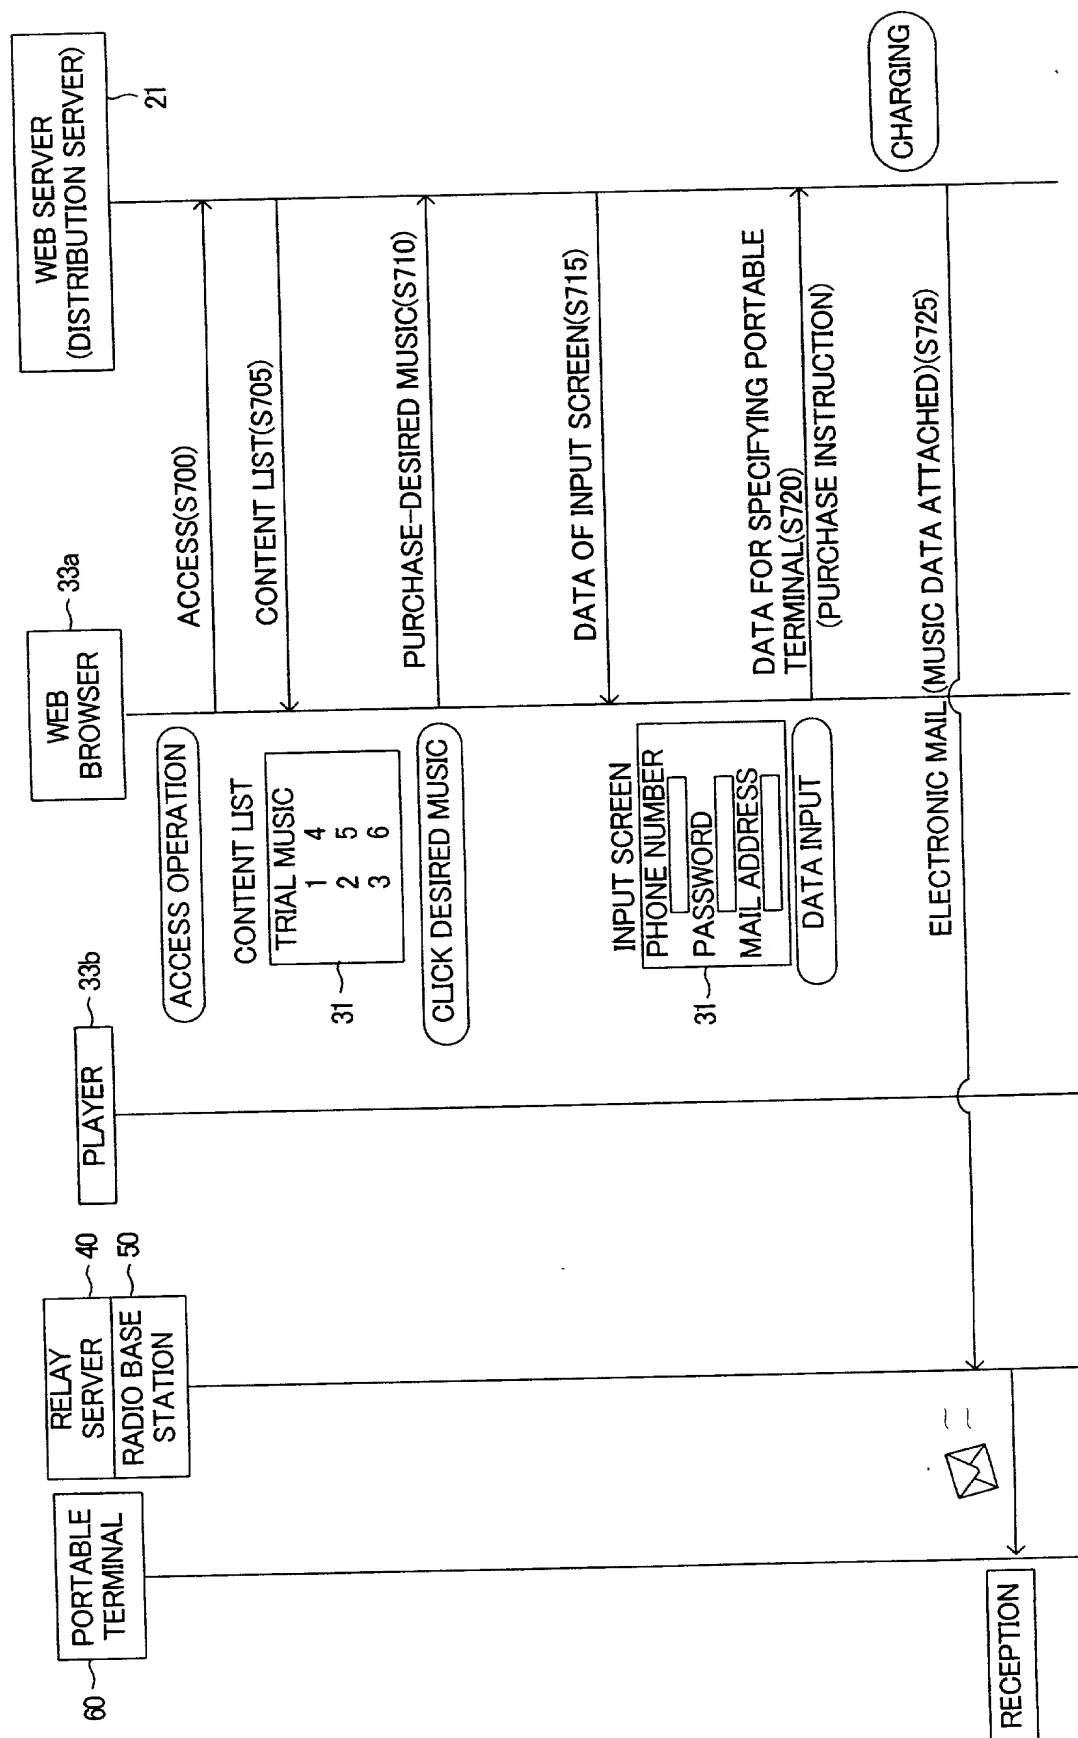 60
PORTABLE
TERMINAL
RELAY
SERVER
40
RADIO BASE
STATION
50
PLAYER
33b
WEB
BROWSER
33a
WEB SERVER
(DISTRIBUTION SERVER)
21
ACCESS OPERATION
ACCESS(S700)
CONTENT LIST
CONTENT LIST(S705)
TRIAL MUSIC
1 4
2 5
3 6
31
CLICK DESIRED MUSIC
PURCHASE-DESIRED MUSIC(S710)
DATA OF INPUT SCREEN(S715)
INPUT SCREEN
PHONE NUMBER
PASSWORD
MAIL ADDRESS
31
DATA INPUT
DATA FOR SPECIFYING PORTABLE
TERMINAL(S720)
(PURCHASE INSTRUCTION)
CHARGING
ELECTRONIC MAIL(MUSIC DATA ATTACHED)(S725)
RECEPTION